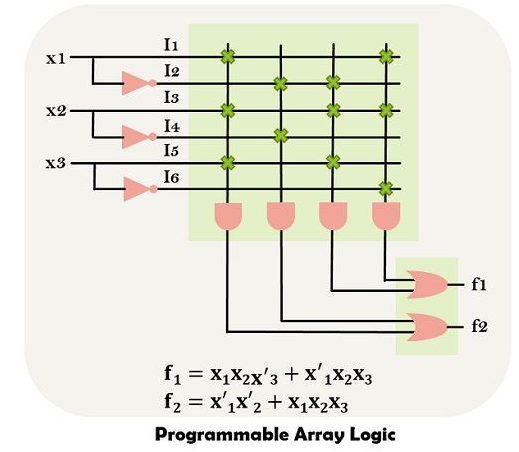 x1
I1
I2
x2
I3
I4
x3
I5
I6
f1
f2
f₁ = x₁x₂x′₃ + x′₁x₂x₃
f₂ = x′₁x′₂ + x₁x₂x₃
Programmable Array Logic